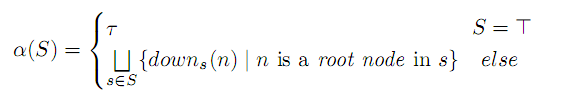 τ S = ⊤
α(S) = {
⨆ {down_s(n) | n is a root node in s} else
s∈S